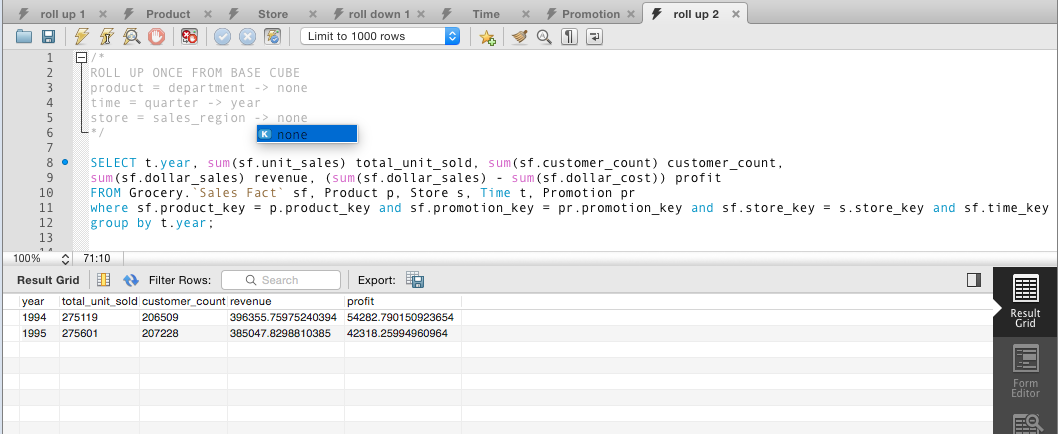 roll up 1 Product Store roll down 1 Time Promotion roll up 2
Limit to 1000 rows
1 /*
2 ROLL UP ONCE FROM BASE CUBE
3 product = department -> none
4 time = quarter -> year
5 store = sales_region -> none
6 */
K none
7
8 SELECT t.year, sum(sf.unit_sales) total_unit_sold, sum(sf.customer_count) customer_count,
9 sum(sf.dollar_sales) revenue, (sum(sf.dollar_sales) - sum(sf.dollar_cost)) profit
10 FROM Grocery.`Sales Fact` sf, Product p, Store s, Time t, Promotion pr
11 where sf.product_key = p.product_key and sf.promotion_key = pr.promotion_key and sf.store_key = s.store_key and sf.time_key
12 group by t.year;
13
100% 71:10
Result Grid Filter Rows: Search Export:
year total_unit_sold customer_count revenue profit
1994 275119 206509 396355.75975240394 54282.790150923654
1995 275601 207228 385047.8298810385 42318.25994960964
Result
Grid
Form
Editor